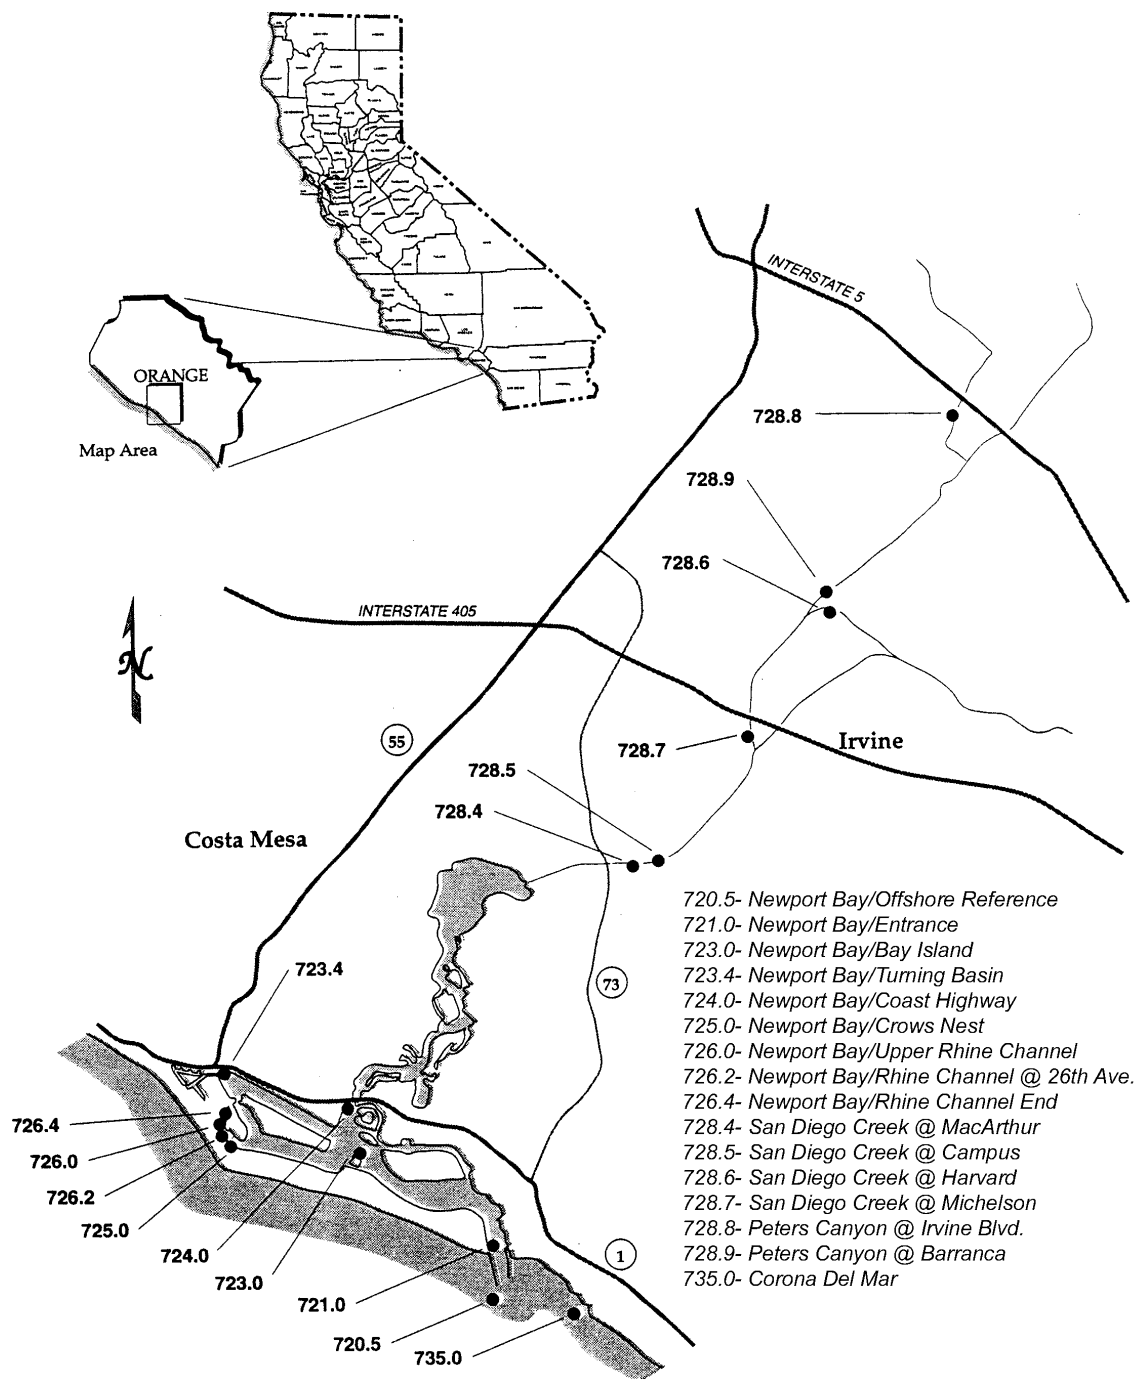 ORANGE
Map Area
INTERSTATE 5
728.8
728.9
728.6
INTERSTATE 405
N
55
728.7
Irvine
728.5
728.4
Costa Mesa
723.4
73
720.5- Newport Bay/Offshore Reference
721.0- Newport Bay/Entrance
723.0- Newport Bay/Bay Island
723.4- Newport Bay/Turning Basin
724.0- Newport Bay/Coast Highway
725.0- Newport Bay/Crows Nest
726.0- Newport Bay/Upper Rhine Channel
726.2- Newport Bay/Rhine Channel @ 26th Ave.
726.4- Newport Bay/Rhine Channel End
728.4- San Diego Creek @ MacArthur
728.5- San Diego Creek @ Campus
728.6- San Diego Creek @ Harvard
728.7- San Diego Creek @ Michelson
728.8- Peters Canyon @ Irvine Blvd.
728.9- Peters Canyon @ Barranca
735.0- Corona Del Mar
726.4
726.0
726.2
725.0
724.0
723.0
721.0
720.5
735.0
1